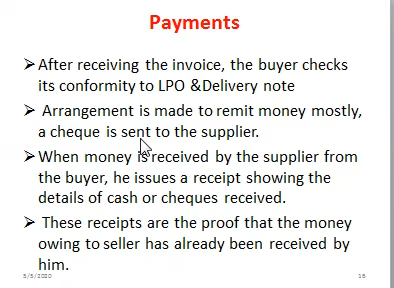 Payments
➢After receiving the invoice, the buyer checks
its conformity to LPO &Delivery note
➢ Arrangement is made to remit money mostly,
a cheque is sent to the supplier.
➢When money is received by the supplier from
the buyer, he issues a receipt showing the
details of cash or cheques received.
➢ These receipts are the proof that the money
owing to seller has already been received by
him.
5/5/2020